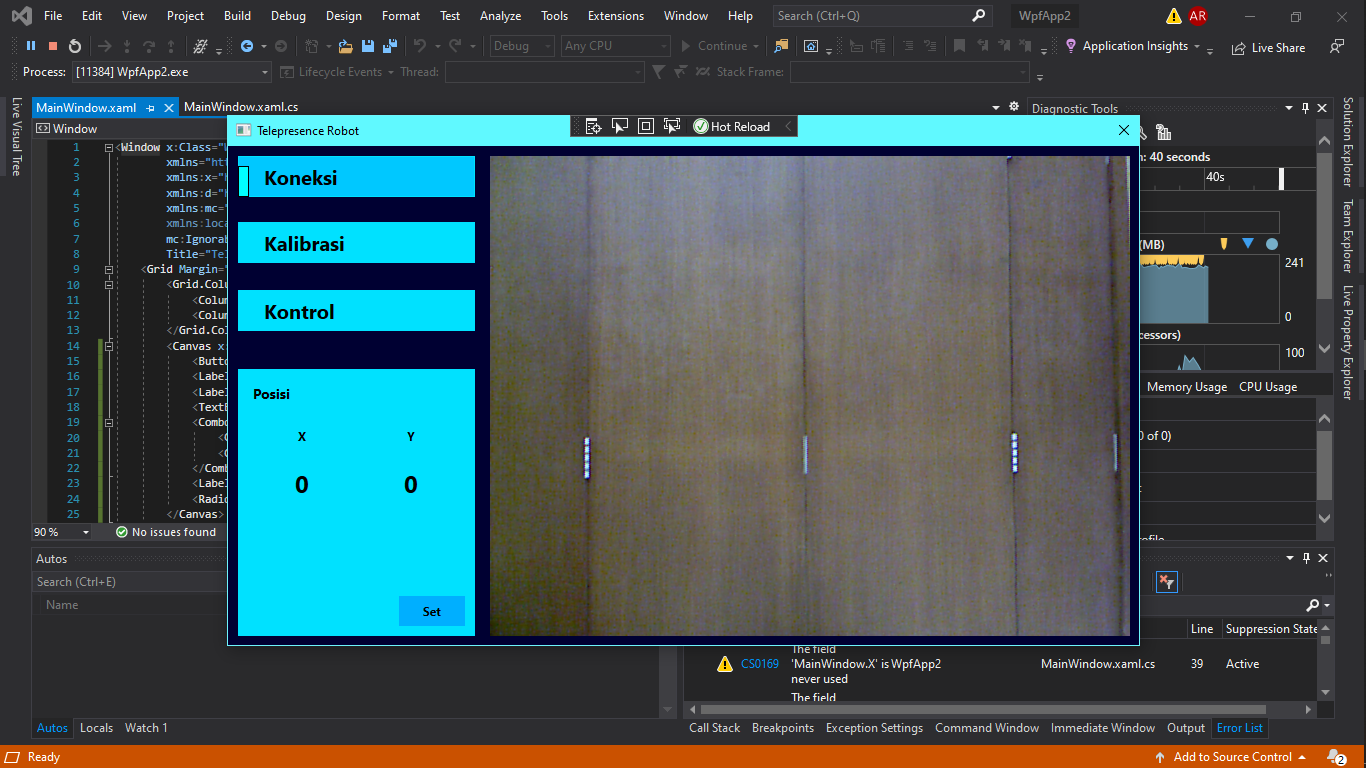 File Edit View Project Build Debug Design Format Test Analyze Tools Extensions Window Help Search (Ctrl+Q) WpfApp2 AR
Debug Any CPU Continue Application Insights Live Share
Process: [11384] WpfApp2.exe Lifecycle Events Thread: Stack Frame:
Live Visual Tree
MainWindow.xaml MainWindow.xaml.cs
Window
1 <Window x:Class="W
2 xmlns="htt
3 xmlns:x="h
4 xmlns:d="h
5 xmlns:mc="
6 xmlns:loca
7 mc:Ignorab
8 Title="Tel
9 <Grid Margin="
10 <Grid.Colu
11 <Colum
12 <Colum
13 </Grid.Col
14 <Canvas x:
15 <Butto
16 <Label
17 <Label
18 <TextB
19 <Combo
20 <C
21 <C
22 </Comb
23 <Label
24 <Radio
25 </Canvas>
90 % No issues found
Telepresence Robot
Hot Reload
Koneksi
Kalibrasi
Kontrol
Posisi
X Y
0 0
Set
Diagnostic Tools
n: 40 seconds
40s
(MB)
241
0
cessors)
100
Memory Usage CPU Usage
0 of 0)
Solution Explorer
Team Explorer
Live Property Explorer
Autos
Search (Ctrl+E)
Name
Line Suppression State
The field
CS0169 'MainWindow.X' is WpfApp2 MainWindow.xaml.cs 39 Active
never used
The field
Autos Locals Watch 1
Call Stack Breakpoints Exception Settings Command Window Immediate Window Output Error List
Ready Add to Source Control 2